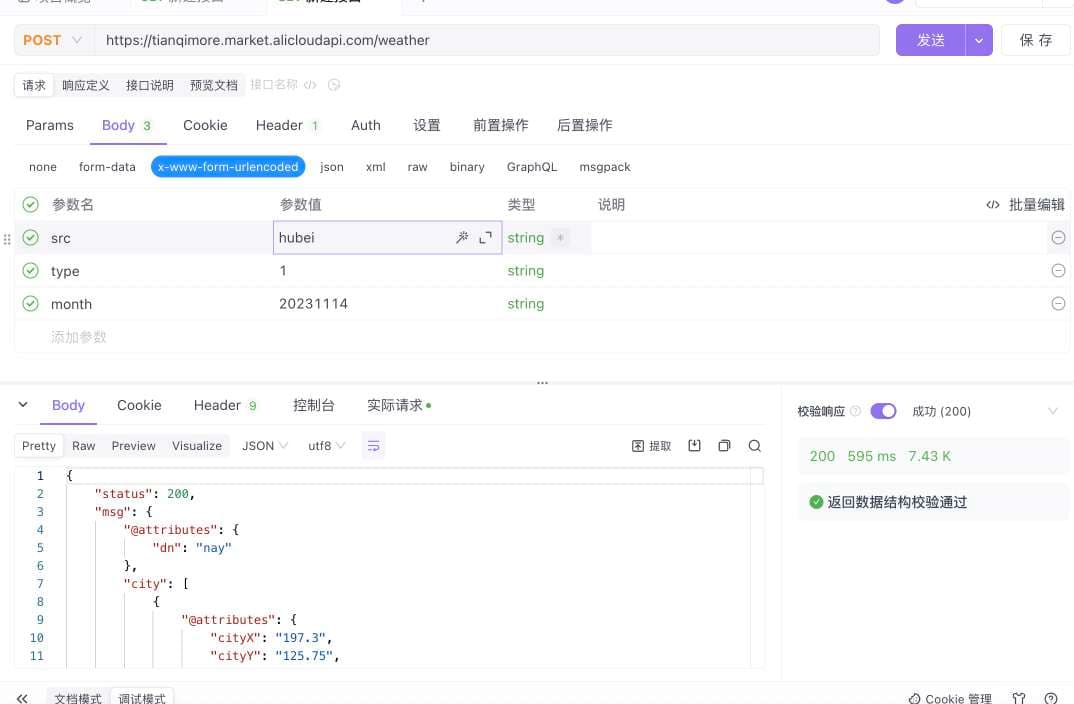 POST https://tianqimore.market.alicloudapi.com/weather 发送 保 存
请求 响应定义 接口说明 预览文档 接口名称
Params Body 3 Cookie Header 1 Auth 设置 前置操作 后置操作
none form-data x-www-form-urlencoded json xml raw binary GraphQL msgpack
参数名 参数值 类型 说明 批量编辑
src hubei string *
type 1 string
month 20231114 string
添加参数
Body Cookie Header 9 控制台 实际请求 校验响应 成功 (200)
Pretty Raw Preview Visualize JSON utf8 提取
200 595 ms 7.43 K
返回数据结构校验通过
1 {
2 "status": 200,
3 "msg": {
4 "@attributes": {
5 "dn": "nay"
6 },
7 "city": [
8 {
9 "@attributes": {
10 "cityX": "197.3",
11 "cityY": "125.75",
文档模式 调试模式 Cookie 管理